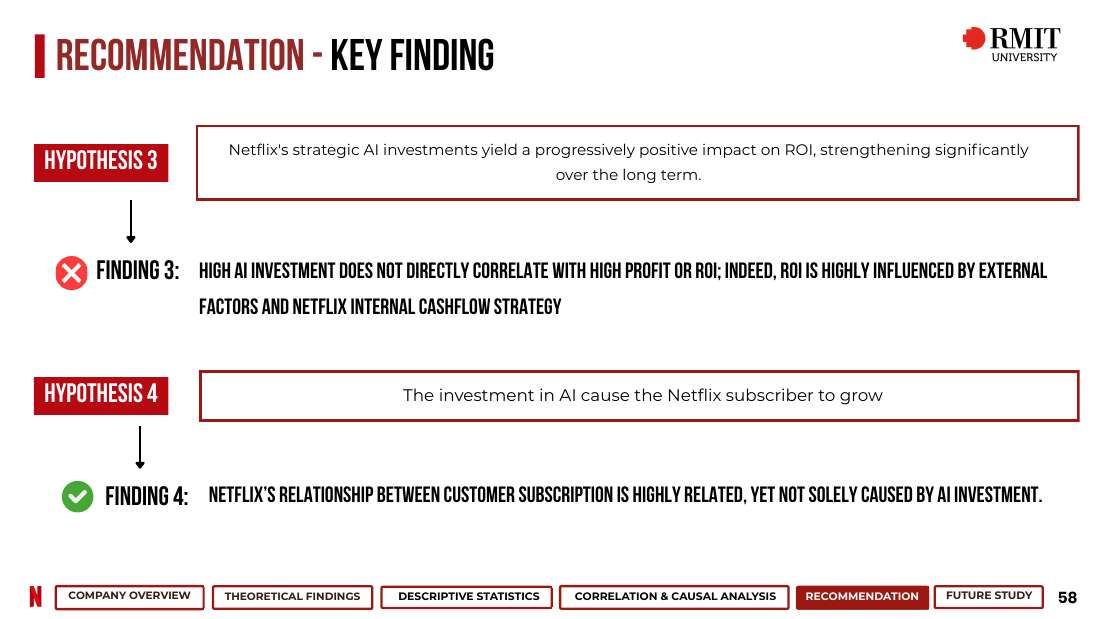 RECOMMENDATION - KEY FINDING
RMIT
UNIVERSITY
HYPOTHESIS 3
Netflix's strategic AI investments yield a progressively positive impact on ROI, strengthening significantly
over the long term.
FINDING 3:
HIGH AI INVESTMENT DOES NOT DIRECTLY CORRELATE WITH HIGH PROFIT OR ROI; INDEED, ROI IS HIGHLY INFLUENCED BY EXTERNAL
FACTORS AND NETFLIX INTERNAL CASHFLOW STRATEGY
HYPOTHESIS 4
The investment in AI cause the Netflix subscriber to grow
FINDING 4:
NETFLIX'S RELATIONSHIP BETWEEN CUSTOMER SUBSCRIPTION IS HIGHLY RELATED, YET NOT SOLELY CAUSED BY AI INVESTMENT.
N
COMPANY OVERVIEW
THEORETICAL FINDINGS
DESCRIPTIVE STATISTICS
CORRELATION & CAUSAL ANALYSIS
RECOMMENDATION
FUTURE STUDY
58